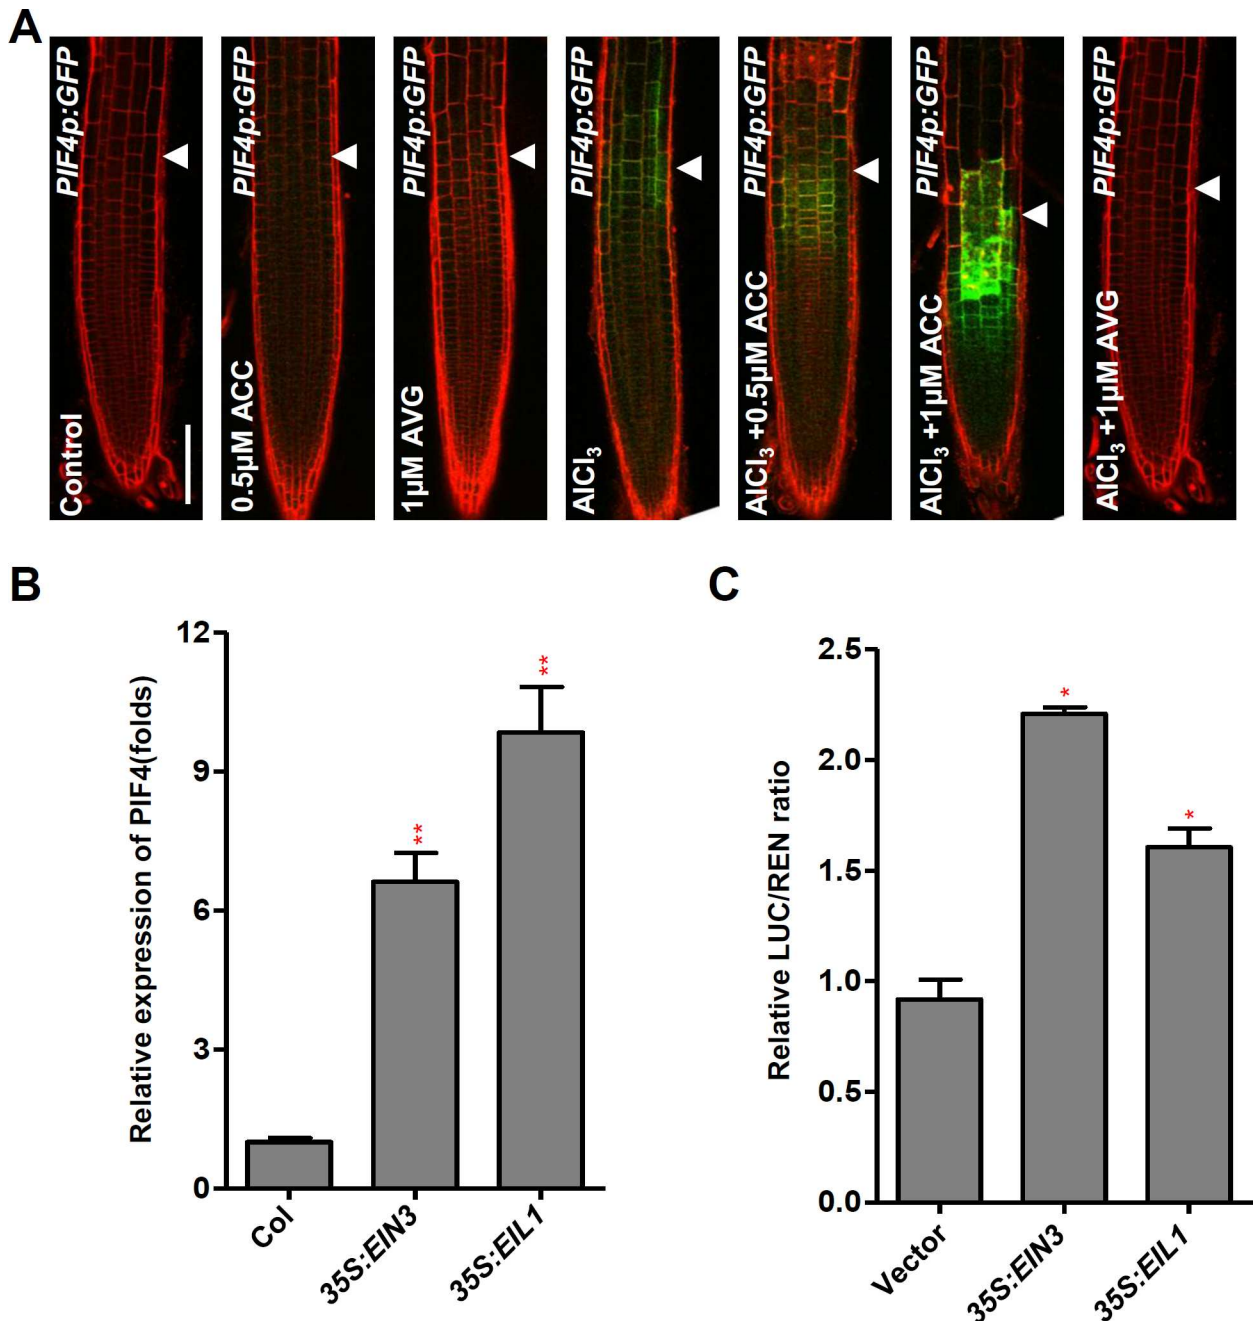 A
PIF4p:GFP
Control
PIF4p:GFP
0.5µM ACC
PIF4p:GFP
1µM AVG
PIF4p:GFP
AlCl3
PIF4p:GFP
AlCl3 +0.5µM ACC
PIF4p:GFP
AlCl3 +1µM ACC
PIF4p:GFP
AlCl3 +1µM AVG
B
Relative expression of PIF4(folds)
12
9
6
3
0
**
**
Col
35S:EIN3
35S:EIL1
C
Relative LUC/REN ratio
2.5
2.0
1.5
1.0
0.5
0.0
*
*
Vector
35S:EIN3
35S:EIL1